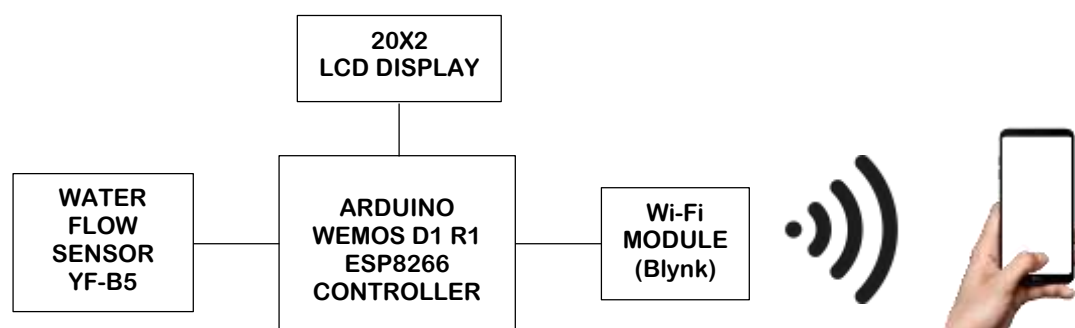 20X2
LCD DISPLAY
WATER
FLOW
SENSOR
YF-B5
ARDUINO
WEMOS D1 R1
ESP8266
CONTROLLER
Wi-Fi
MODULE
(Blynk)